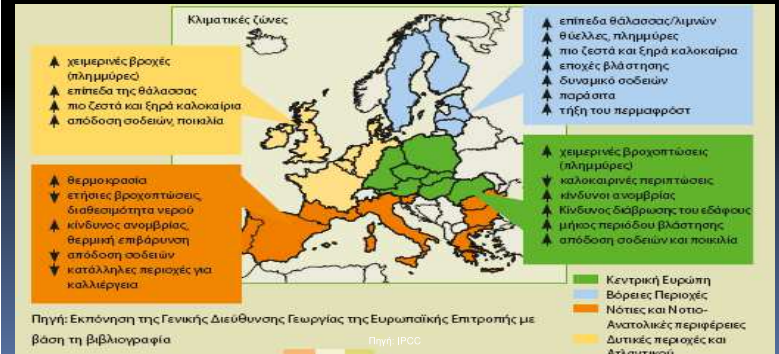 Κλιματικές ζώνες
χειμερινές βροχές
(πλημμύρες)
επίπεδα της θάλασσας
πιο ζεστά και ξηρά καλοκαίρια
απόδοση σοδειών, ποικιλία
θερμοκρασία
ετήσιες βροχοπτώσεις,
διαθεσιμότητα νερού
κίνδυνος ανομβρίας,
θερμική επιβάρυνση
απόδοση σοδειών
κατάλληλες περιοχές για
καλλιέργεια
επίπεδα θάλασσας/λιμνών
θύελλες, πλημμύρες
πιο ζεστά και ξηρά καλοκαίρια
εποχές βλάστησης
δυναμικό σοδειών
παράσιτα
τήξη του περμαφρόστ
χειμερινές βροχοπτώσεις
(πλημμύρες)
καλοκαιρινές περιπτώσεις
κίνδυνοι ανομβρίας
Κίνδυνος διάβρωσης του εδάφους
μήκος περιόδου βλάστησης
απόδοση σοδειών και ποικιλία
Κεντρική Ευρώπη
Βόρειες Περιοχές
Νότιες και Νοτιο-
Ανατολικές περιφέρειες
Δυτικές περιοχές και
Ατλαντικού
Πηγή: Εκπόνηση της Γενικής Διεύθυνσης Γεωργίας της Ευρωπαϊκής Επιτροπής με
βάση τη βιβλιογραφία
Πηγή: IPCC